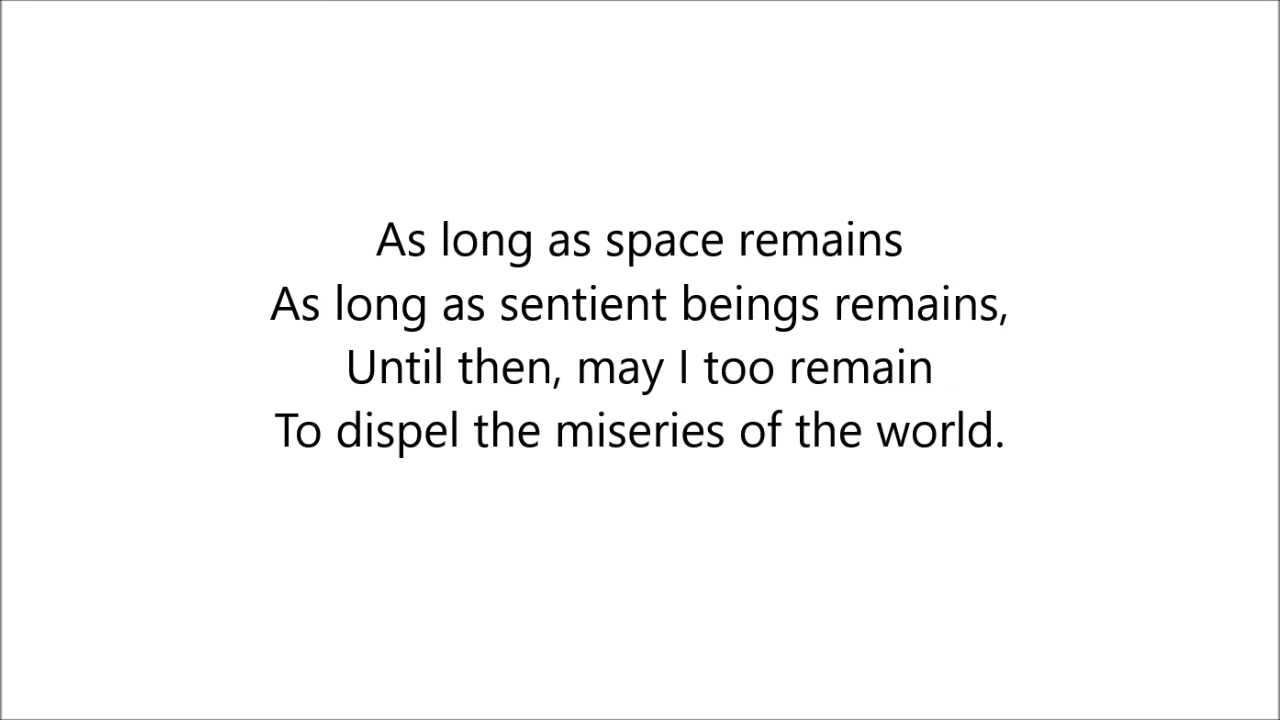 As long as space remains
As long as sentient beings remains,
Until then, may I too remain
To dispel the miseries of the world.